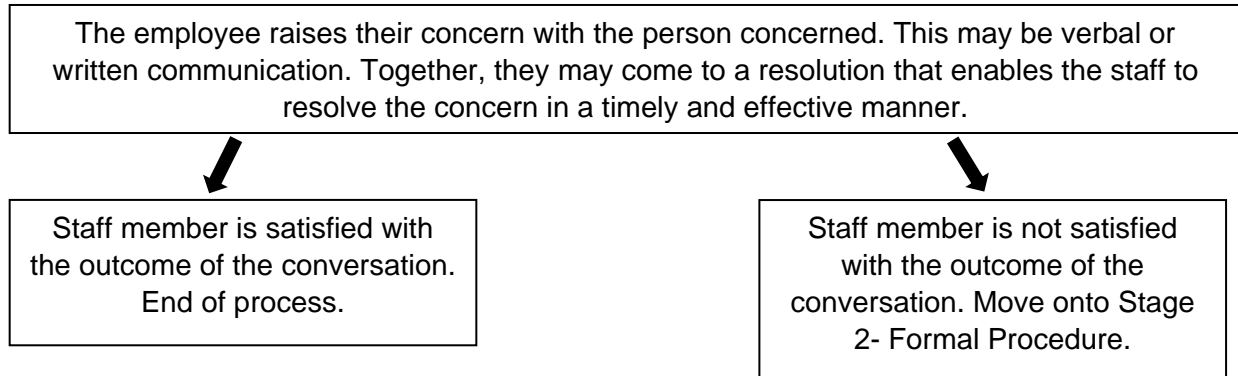 The employee raises their concern with the person concerned. This may be verbal or
written communication. Together, they may come to a resolution that enables the staff to
resolve the concern in a timely and effective manner.
Staff member is satisfied with
the outcome of the conversation.
End of process.
Staff member is not satisfied
with the outcome of the
conversation. Move onto Stage
2- Formal Procedure.